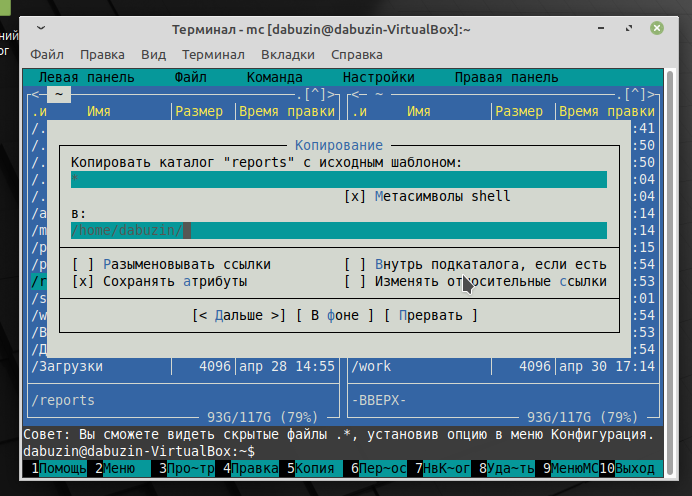 ний
ог
Терминал - mc [dabuzin@dabuzin-VirtualBox]:~
Файл Правка Вид Терминал Вкладки Справка
Левая панель Файл Команда Настройки Правая панель
<─ ~ .[^]> <─ ~ .[^]>
.и Имя Размер Время правки .и Имя Размер Время правки
/. :41
Копирование
/. :50
Копировать каталог "reports" с исходным шаблоном:
/. :50
* :04
/. [x] Метасимволы shell :04
/a в: :14
/m /home/dabuzin/ :14
/p :15
/p [ ] Разыменовывать ссылки [ ] Внутрь подкаталога, если есть :54
/r [x] Сохранять атрибуты [ ] Изменять относительные ссылки :53
/s :01
/w [< Дальше >] [ В фоне ] [ Прервать ] :54
/В :53
/Д :54
/Загрузки 4096 апр 28 14:55 /work 4096 апр 30 17:14
/reports -ВВЕРХ-
93G/117G (79%) 93G/117G (79%)
Совет: Вы сможете видеть скрытые файлы .*, установив опцию в меню Конфигурация.
dabuzin@dabuzin-VirtualBox:~$
1Помощь 2Меню 3Про~тр 4Правка 5Копия 6Пер~ос 7НвК~ог 8Уда~ть 9МенюМС 10Выход